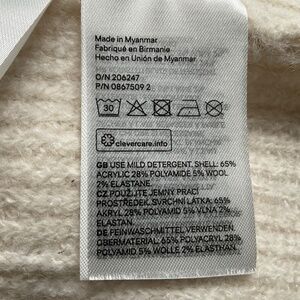 Made in Myanmar
Fabriqué en Birmanie
Hecho en Unión de Myanmar
O/N 206247
P/N 0867509 2
30
clevercare.info
GB USE MILD DETERGENT. SHELL: 65%
ACRYLIC 28% POLYAMIDE 5% WOOL
2% ELASTANE.
CZ POUŽIJTE JEMNÝ PRACÍ
PROSTŘEDEK. SVRCHNÍ LÁTKA: 65%
AKRYL 28% POLYAMID 5% VLNA 2%
ELASTAN.
DE FEINWASCHMITTEL VERWENDEN.
OBERMATERIAL: 65% POLYACRYL 28%
POLYAMID 5% WOLLE 2% ELASTHAN.